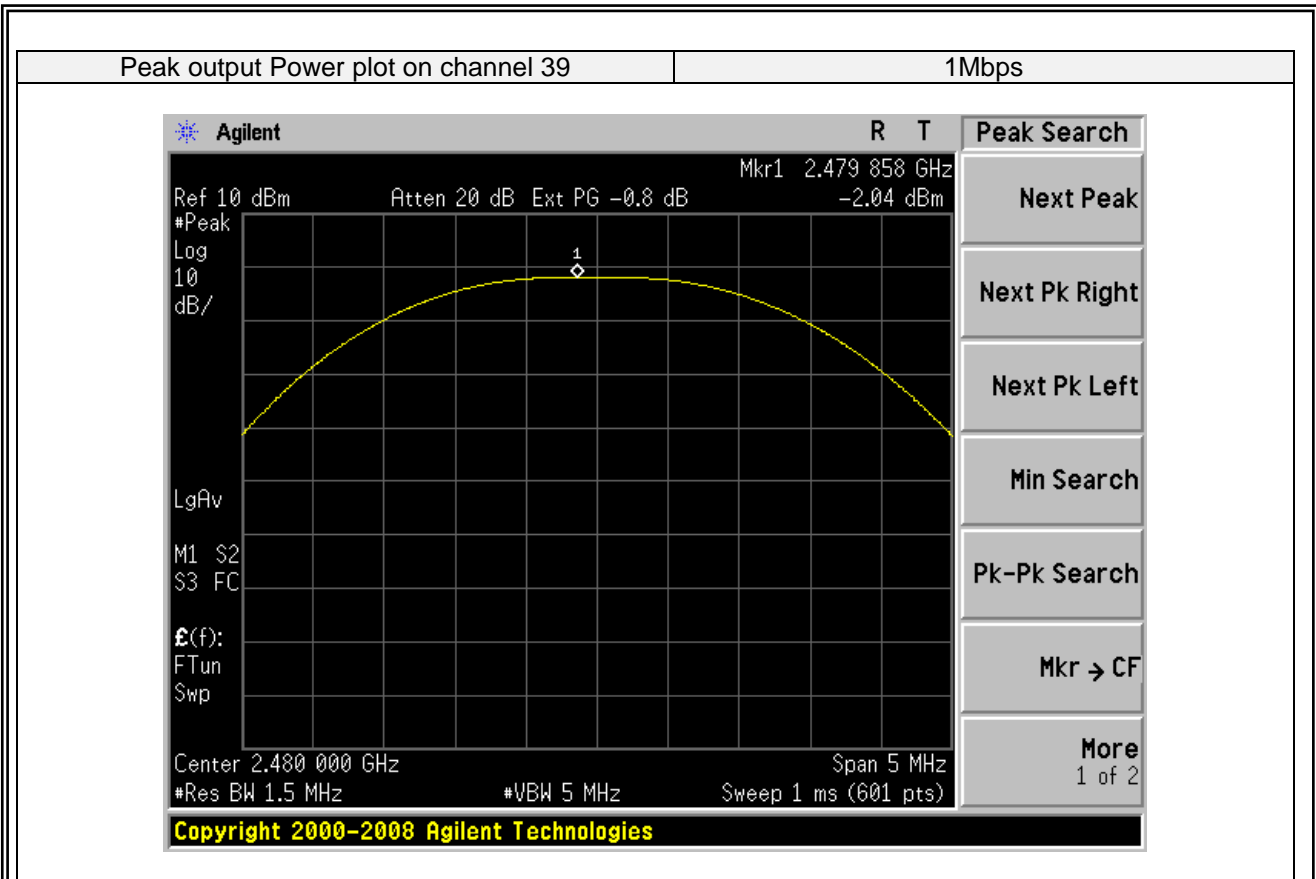 Peak output Power plot on channel 39 1Mbps
Agilent R T Peak Search
Mkr1 2.479 858 GHz
Ref 10 dBm Atten 20 dB Ext PG -0.8 dB -2.04 dBm
#Peak
Log
10
dB/
1
LgAv
M1 S2
S3 FC
£(f):
FTun
Swp
Center 2.480 000 GHz Span 5 MHz
#Res BW 1.5 MHz #VBW 5 MHz Sweep 1 ms (601 pts)
Copyright 2000-2008 Agilent Technologies
Next Peak
Next Pk Right
Next Pk Left
Min Search
Pk-Pk Search
Mkr → CF
More
1 of 2